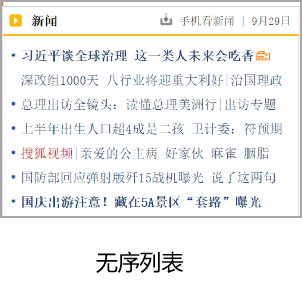 新闻 手机看新闻 | 9月29日
习近平谈全球治理 这一类人未来会吃香
深改组1000天 八行业将迎重大利好|治国理政
总理出访全镜头：读懂总理美洲行|出访专题
上半年出生人口超4成是二孩 卫计委：符预期
搜狐视频|亲爱的公主病 好家伙 麻雀 胭脂
国防部回应弹射版歼15战机曝光 说了这两句
国庆出游注意！藏在5A景区“套路”曝光
无序列表